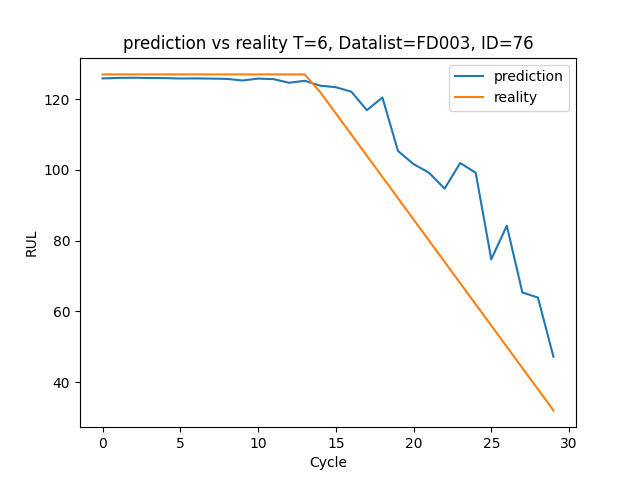 prediction vs reality T=6, Datalist=FD003, ID=76
prediction
reality
120
100
80
60
40
RUL
0 5 10 15 20 25 30
Cycle